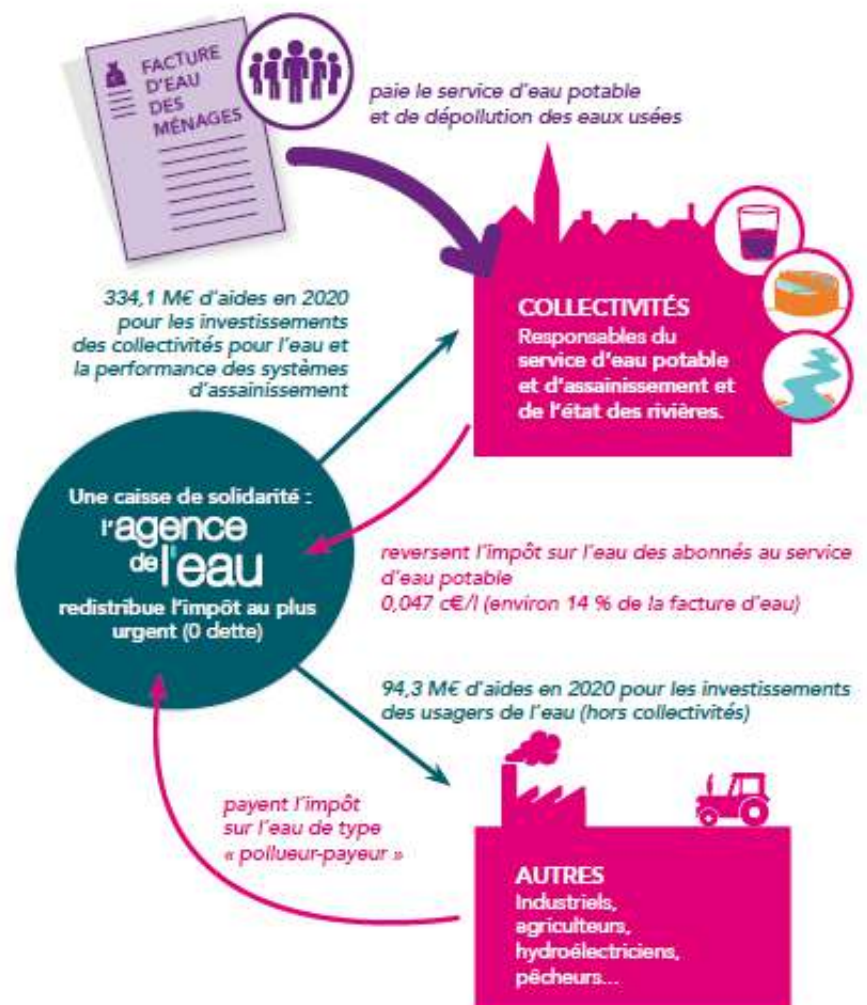 FACTURE
D'EAU
DES
MÉNAGES
paie le service d'eau potable
et de dépollution des eaux usées
334,1 M€ d'aides en 2020
pour les investissements
des collectivités pour l'eau et
la performance des systèmes
d'assainissement
COLLECTIVITÉS
Responsables du
service d'eau potable
et d'assainissement et
de l'état des rivières.
Une caisse de solidarité :
l'agence
de l'eau
redistribue l'impôt au plus
urgent (0 dette)
reversent l'impôt sur l'eau des abonnés au service
d'eau potable
0,047 c€/l (environ 14 % de la facture d'eau)
94,3 M€ d'aides en 2020 pour les investissements
des usagers de l'eau (hors collectivités)
payent l'impôt
sur l'eau de type
« pollueur-payeur »
AUTRES
Industriels,
agriculteurs,
hydroélectriciens,
pêcheurs...